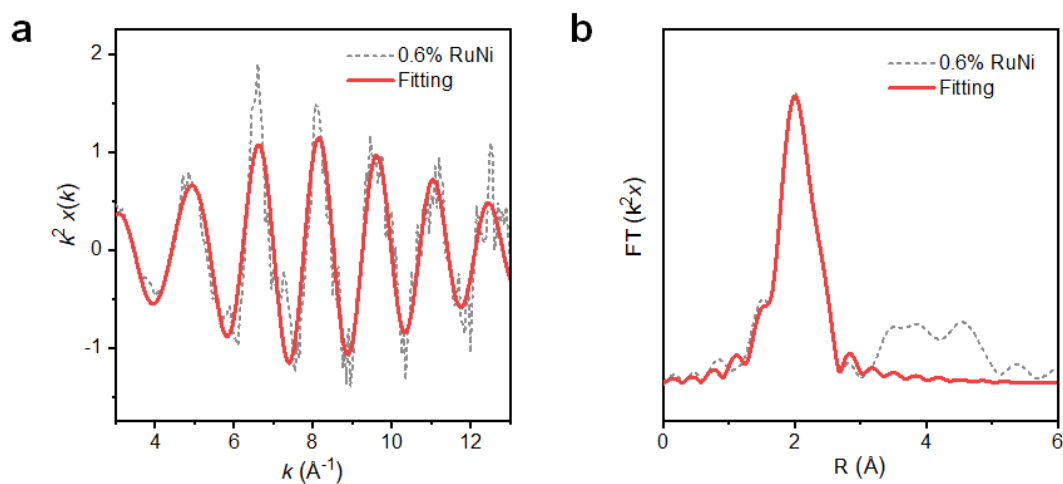 a
0.6% RuNi
Fitting
k² x(k)
2
1
0
-1
4 6 8 10 12
k (Å⁻¹)
b
0.6% RuNi
Fitting
FT (k²x)
0 2 4 6
R (Å)